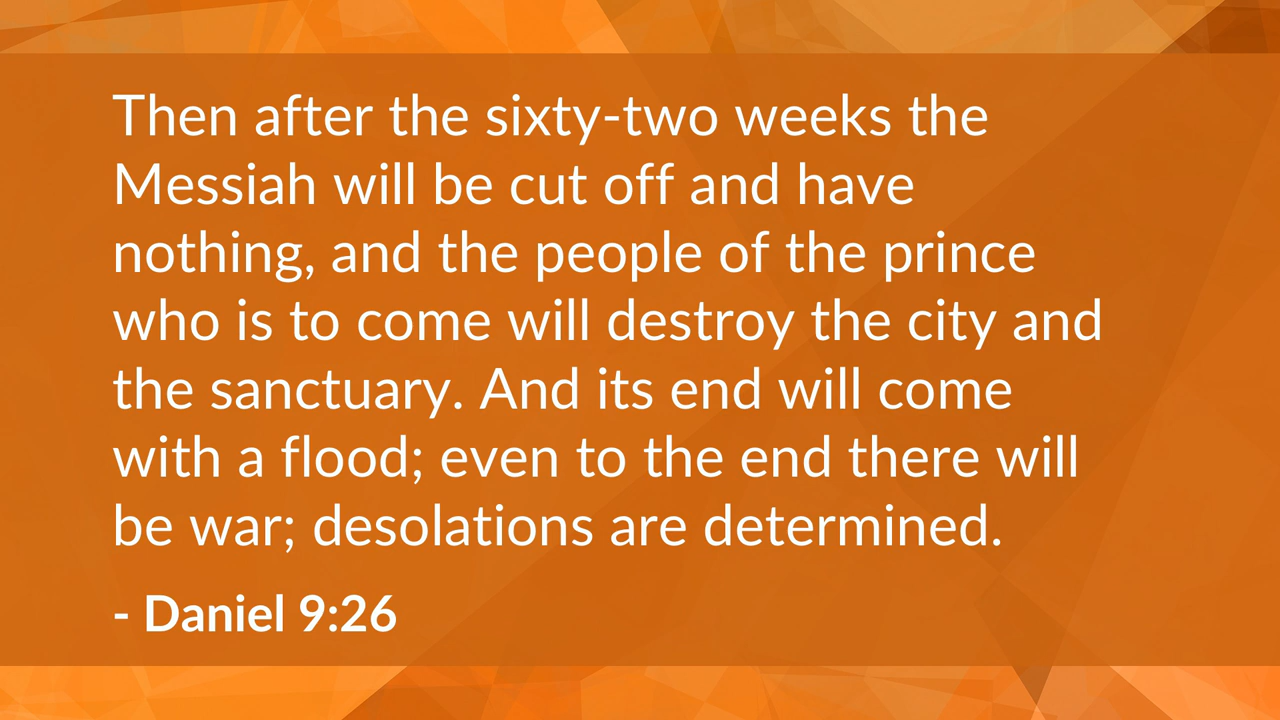 Then after the sixty-two weeks the
Messiah will be cut off and have
nothing, and the people of the prince
who is to come will destroy the city and
the sanctuary. And its end will come
with a flood; even to the end there will
be war; desolations are determined.
- Daniel 9:26